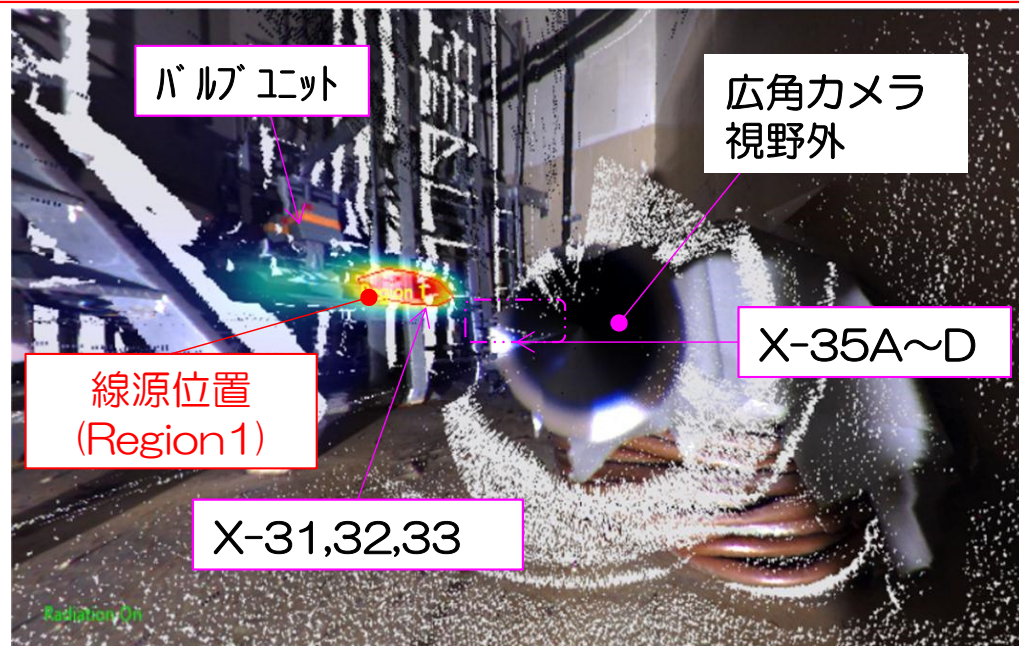 バルブユニット
広角カメラ
視野外
X-35A～D
線源位置
(Region1)
X-31,32,33
Radiation On